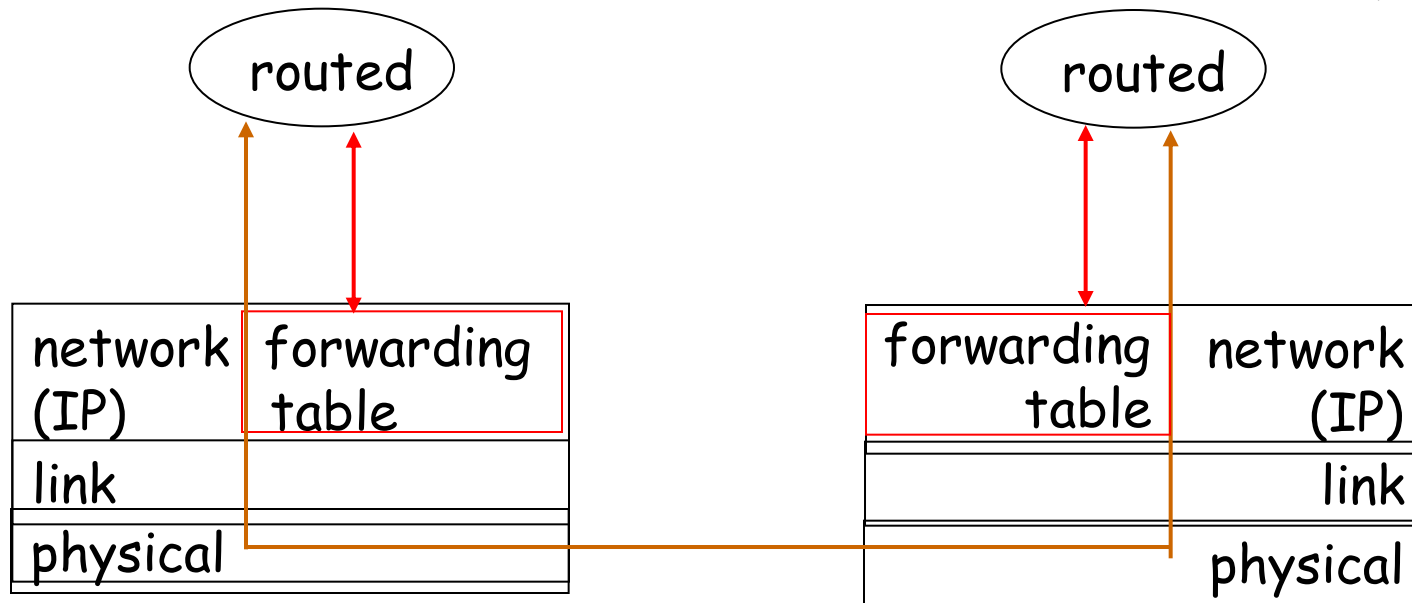 routed
routed
network
(IP)
forwarding
table
link
physical
forwarding
table
network
(IP)
link
physical